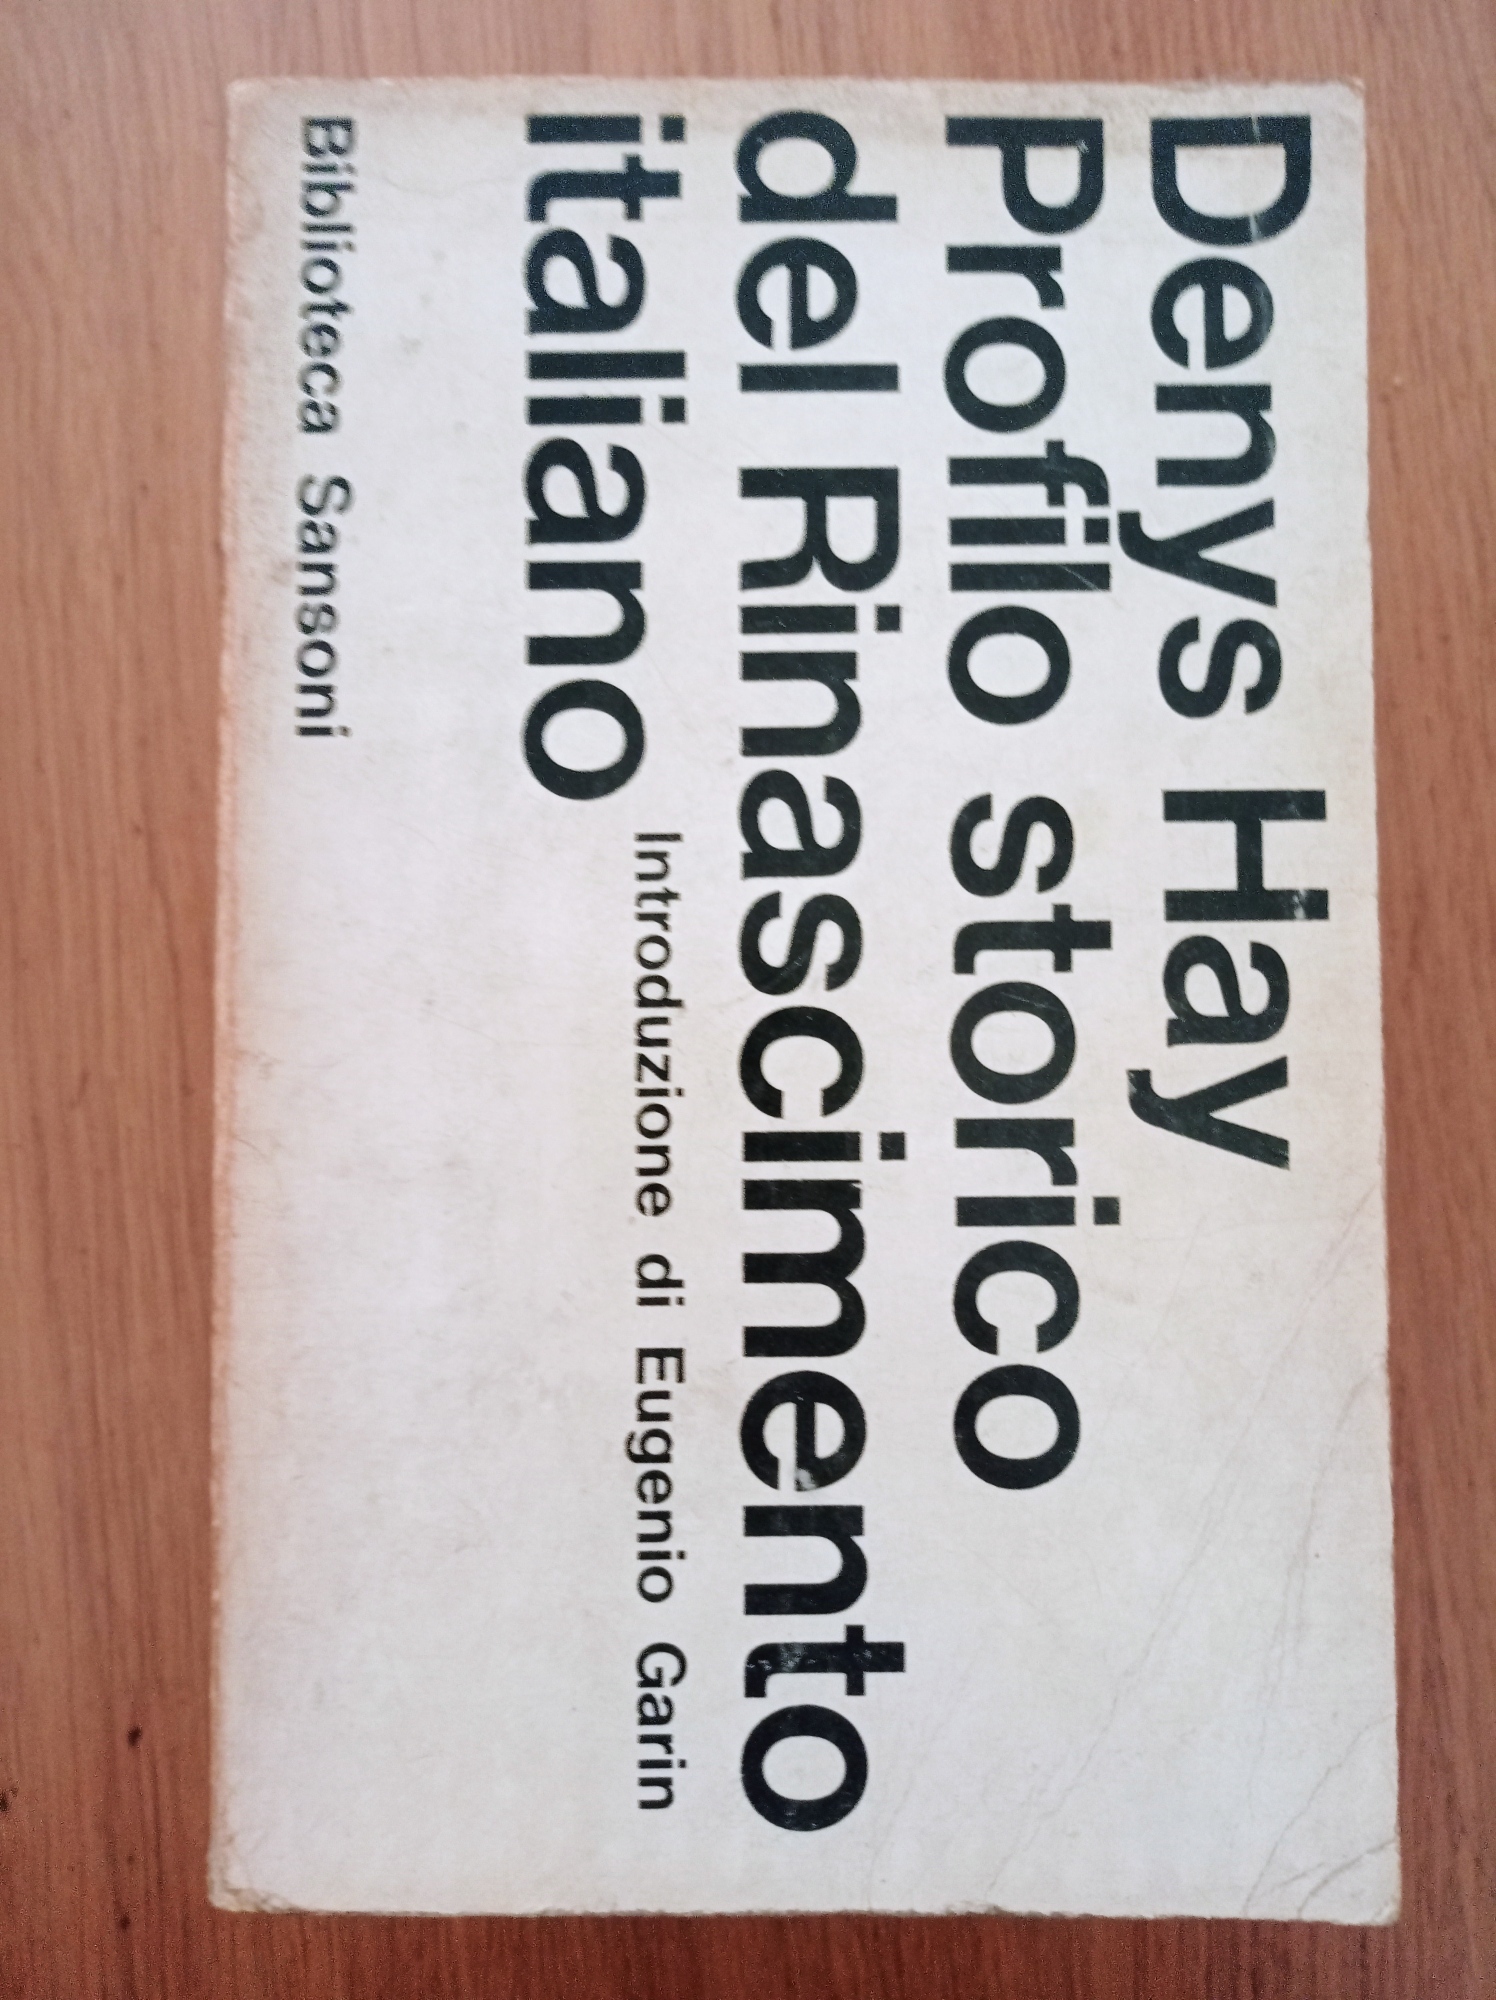 Denys Hay
Profilo storico
del Rinascimento
italiano
Introduzione di Eugenio Garin
Biblioteca Sansoni